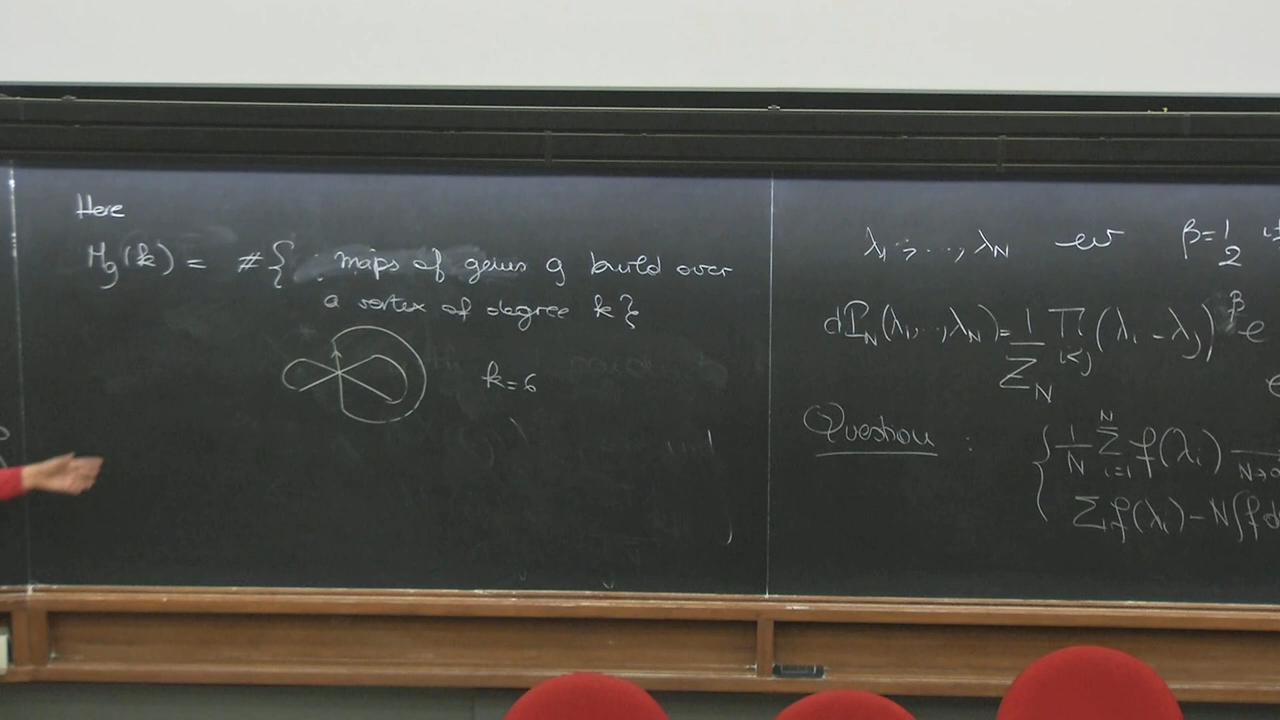 Here
M_g(k) = #{ maps of genus g build over
a vertex of degree k}
k=6
λ_1, ..., λ_N ev β=1/2
dP_N(λ_1, .., λ_N) = 1/Z_N ∏_{i<j} (λ_i - λ_j)^β e
Question :
{ 1/N Σ_{i=1}^N f(λ_i) N→∞
Σ f(λ_i) - N∫f d